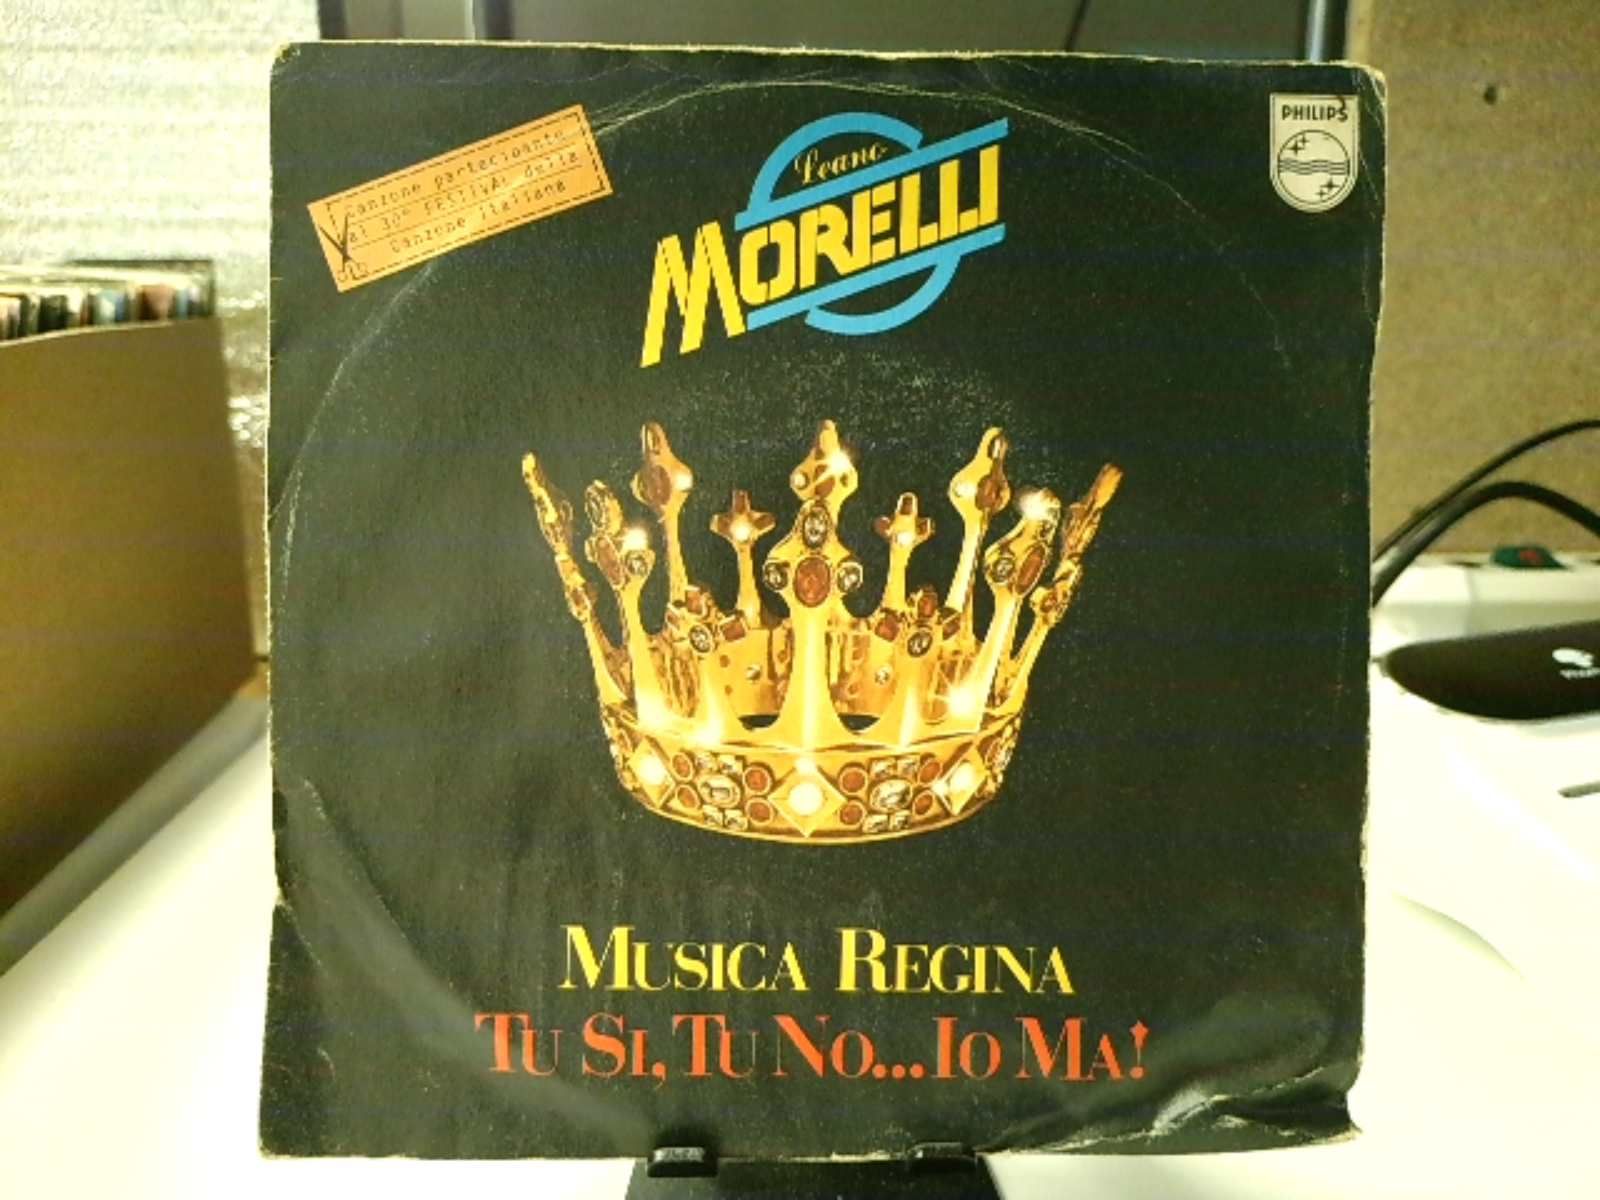 Canzone partecipante
al 30° FESTIVAL della
Canzone Italiana
Leano
MORELLI
PHILIPS
MUSICA REGINA
TU SI, TU NO...IO MA!